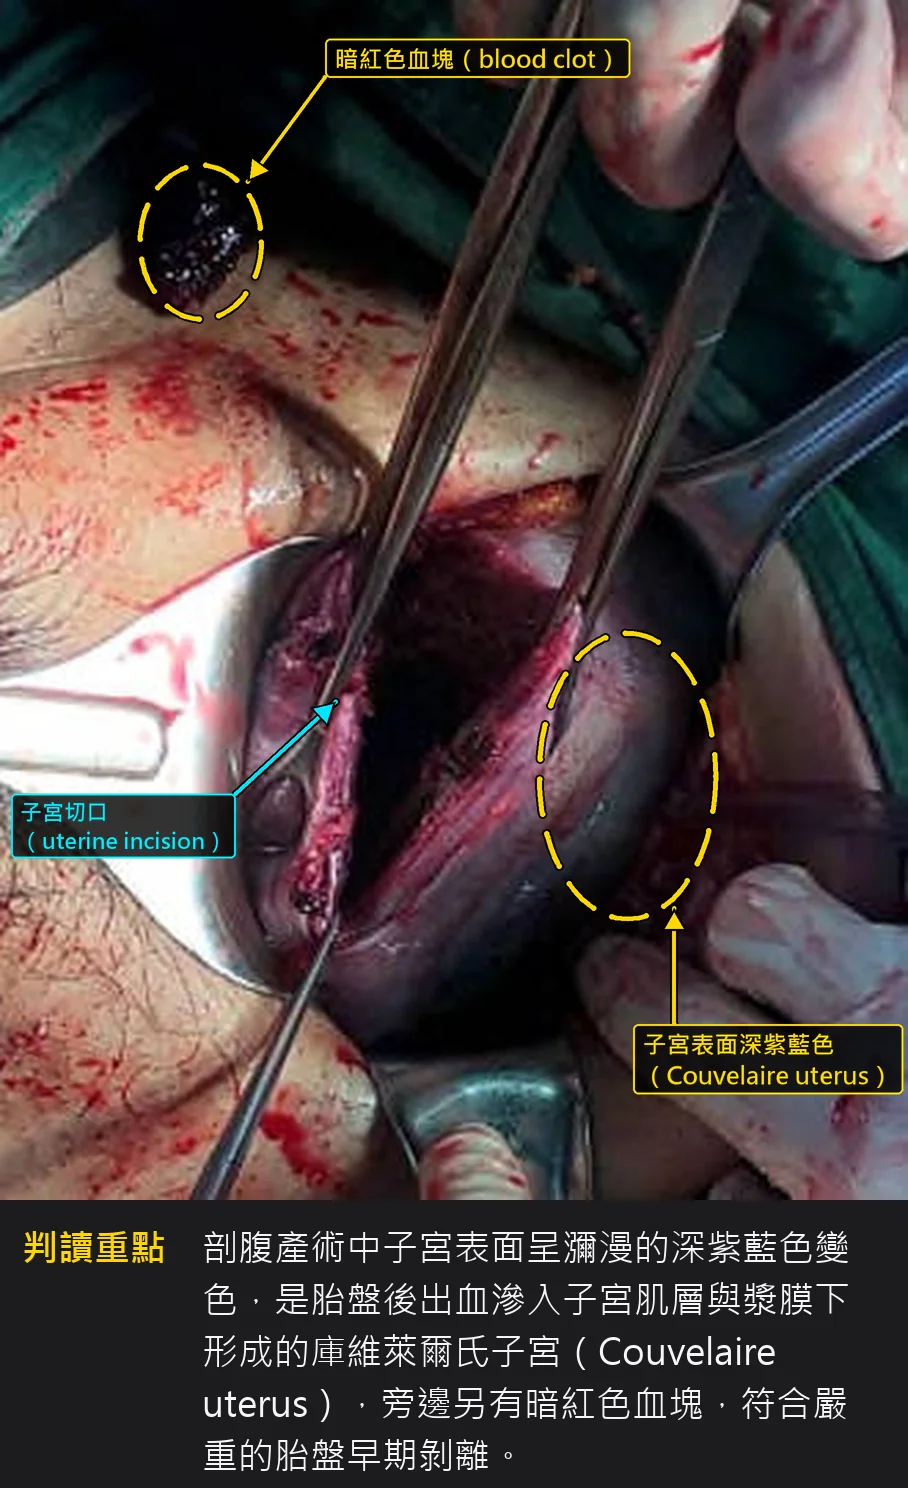 暗紅色血塊（blood clot）
子宮切口
（uterine incision）
子宮表面深紫藍色
（Couvelaire uterus）
判讀重點
剖腹產術中子宮表面呈瀰漫的深紫藍色變
色，是胎盤後出血滲入子宮肌層與漿膜下
形成的庫維萊爾氏子宮（Couvelaire
uterus），旁邊另有暗紅色血塊，符合嚴
重的胎盤早期剝離。